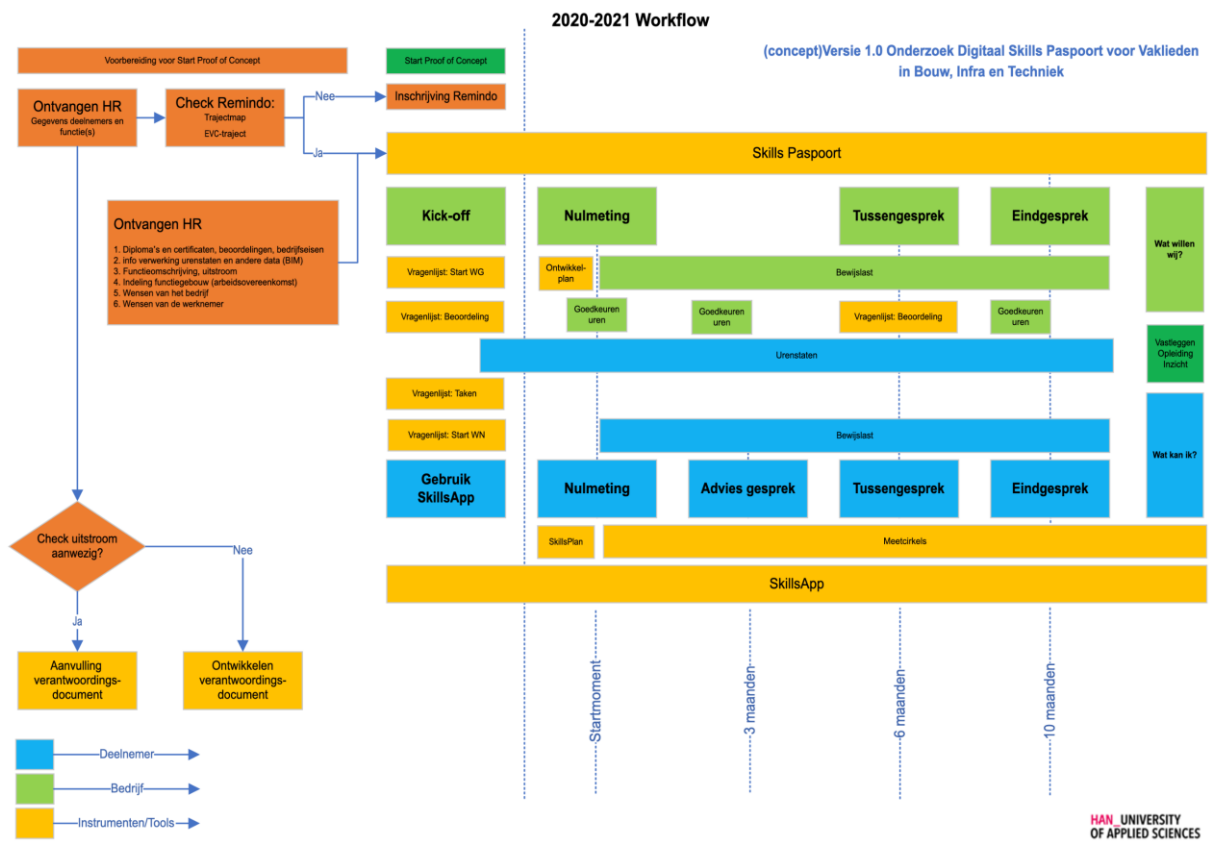 2020-2021 Workflow
(concept)Versie 1.0 Onderzoek Digitaal Skills Paspoort voor Vaklieden
in Bouw, Infra en Techniek
Voorbereiding voor Start Proof of Concept
Start Proof of Concept
Ontvangen HR
Gegevens deelnemers en
functie(s)
Check Remindo:
Trajectmap
EVC-traject
Nee
Inschrijving Remindo
Ja
Skills Paspoort
Ontvangen HR
1. Diploma's en certificaten, beoordelingen, bedrijfseisen
2. info verwerking urenstaten en andere data (BIM)
3. Functieomschrijving, uitstroom
4. Indeling functiegebouw (arbeidsovereenkomst)
5. Wensen van het bedrijf
6. Wensen van de werknemer
Kick-off
Nulmeting
Tussengesprek
Eindgesprek
Wat willen
wij?
Vragenlijst: Start WG
Ontwikkel-
plan
Bewijslast
Vragenlijst: Beoordeling
Goedkeuren
uren
Goedkeuren
uren
Vragenlijst: Beoordeling
Goedkeuren
uren
Urenstaten
Vastleggen
Opleiding
Inzicht
Vragenlijst: Taken
Vragenlijst: Start WN
Bewijslast
Wat kan ik?
Gebruik
SkillsApp
Nulmeting
Advies gesprek
Tussengesprek
Eindgesprek
SkillsPlan
Meetcirkels
SkillsApp
Check uitstroom
aanwezig?
Nee
Ja
Aanvulling
verantwoordings-
document
Ontwikkelen
verantwoordings-
document
Startmoment
3 maanden
6 maanden
10 maanden
Deelnemer
Bedrijf
Instrumenten/Tools
HAN_UNIVERSITY
OF APPLIED SCIENCES